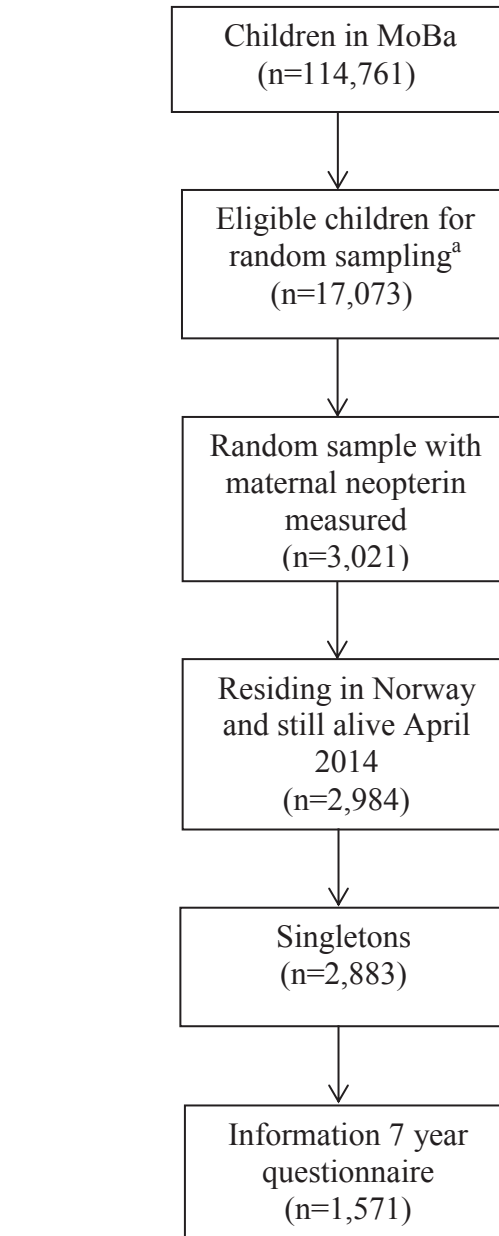 Children in MoBa
(n=114,761)
Eligible children for
random samplingᵃ
(n=17,073)
Random sample with
maternal neopterin
measured
(n=3,021)
Residing in Norway
and still alive April
2014
(n=2,984)
Singletons
(n=2,883)
Information 7 year
questionnaire
(n=1,571)